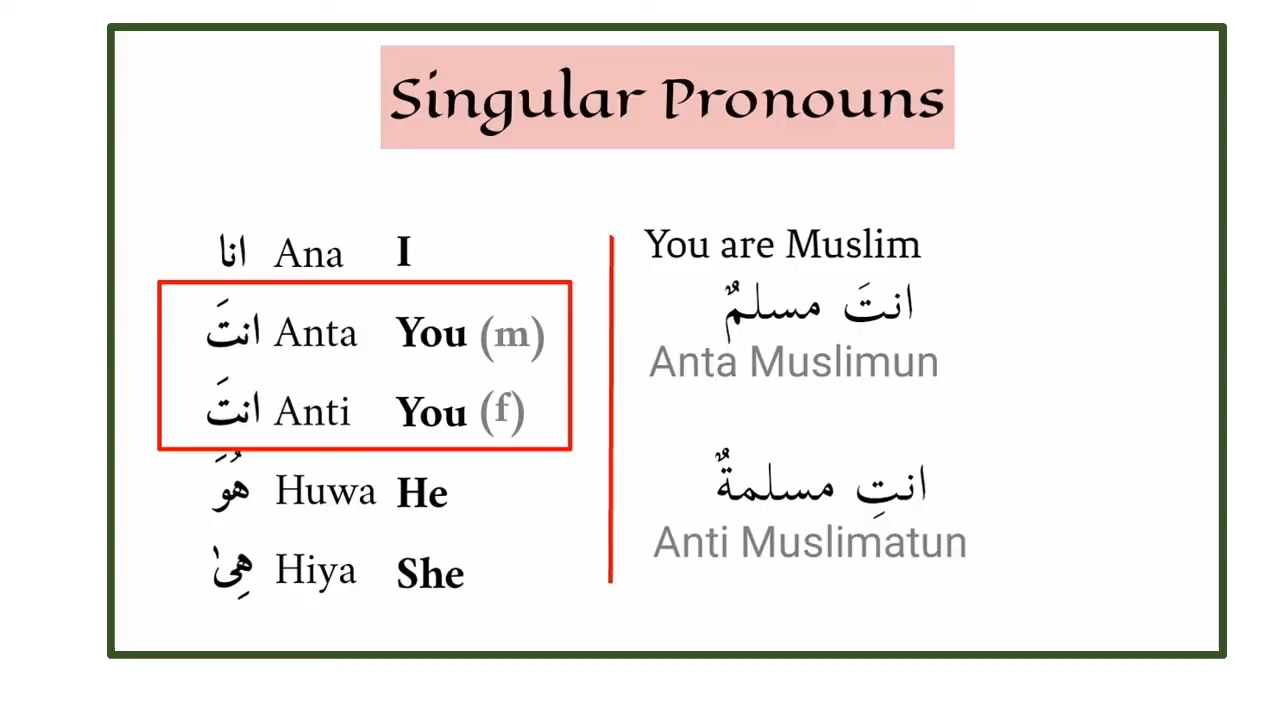 Singular Pronouns
انا Ana I
انتَ Anta You (m)
انتَ Anti You (f)
هُوَ Huwa He
هِىٰ Hiya She
You are Muslim
انتَ مسلمٌ
Anta Muslimun
انتِ مسلمةٌ
Anti Muslimatun